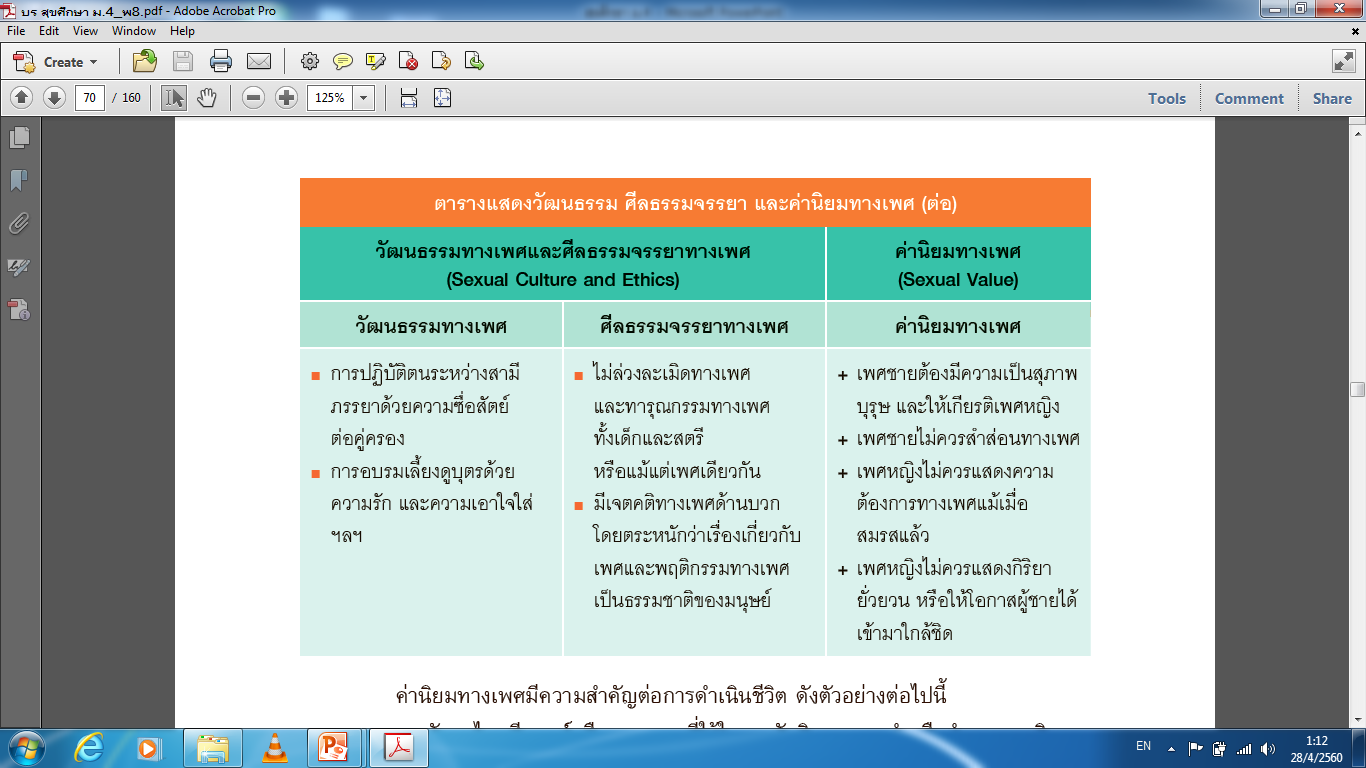 บร สุขศึกษา ม.4_พ8.pdf - Adobe Acrobat Pro
File Edit View Window Help
Create
70 / 160 125% Tools Comment Share
ตารางแสดงวัฒนธรรม ศีลธรรมจรรยา และค่านิยมทางเพศ (ต่อ)
วัฒนธรรมทางเพศและศีลธรรมจรรยาทางเพศ
(Sexual Culture and Ethics)
ค่านิยมทางเพศ
(Sexual Value)
วัฒนธรรมทางเพศ
ศีลธรรมจรรยาทางเพศ
ค่านิยมทางเพศ
การปฏิบัติตนระหว่างสามี
ภรรยาด้วยความซื่อสัตย์
ต่อคู่ครอง
การอบรมเลี้ยงดูบุตรด้วย
ความรัก และความเอาใจใส่
ฯลฯ
ไม่ล่วงละเมิดทางเพศ
และทารุณกรรมทางเพศ
ทั้งเด็กและสตรี
หรือแม้แต่เพศเดียวกัน
มีเจตคติทางเพศด้านบวก
โดยตระหนักว่าเรื่องเกี่ยวกับ
เพศและพฤติกรรมทางเพศ
เป็นธรรมชาติของมนุษย์
+ เพศชายต้องมีความเป็นสุภาพ
บุรุษ และให้เกียรติเพศหญิง
+ เพศชายไม่ควรสำส่อนทางเพศ
+ เพศหญิงไม่ควรแสดงความ
ต้องการทางเพศแม้เมื่อ
สมรสแล้ว
+ เพศหญิงไม่ควรแสดงกิริยา
ยั่วยวน หรือให้โอกาสผู้ชายได้
เข้ามาใกล้ชิด
ค่านิยมทางเพศมีความสำคัญต่อการดำเนินชีวิต ดังตัวอย่างต่อไปนี้
EN
1:12
28/4/2560